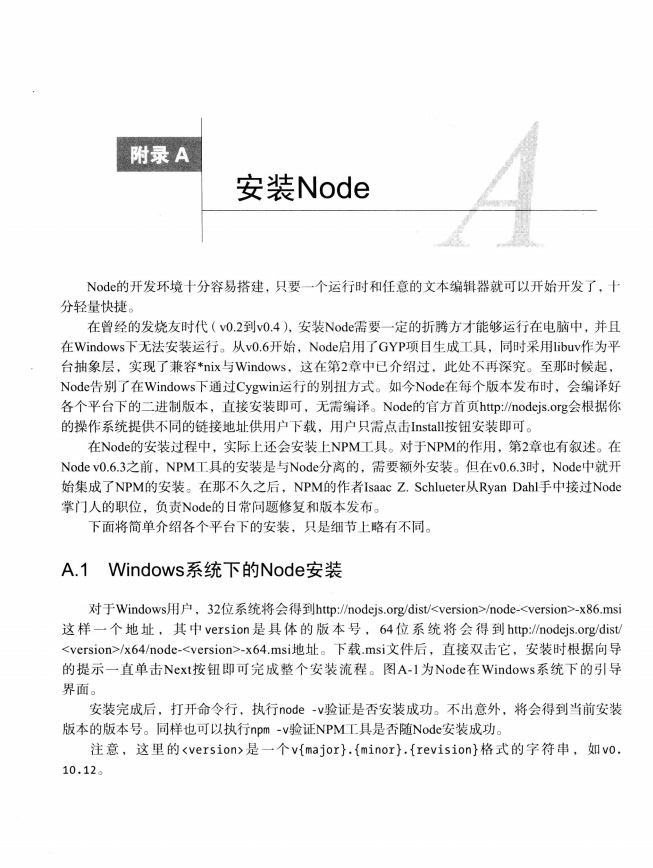 附录 A
A
安装Node
Node的开发环境十分容易搭建，只要一个运行时和任意的文本编辑器就可以开始开发了，十
分轻量快捷。
在曾经的发烧友时代（v0.2到v0.4），安装Node需要一定的折腾方才能够运行在电脑中，并且
在Windows下无法安装运行。从v0.6开始，Node启用了GYP项目生成工具，同时采用libuv作为平
台抽象层，实现了兼容*nix与Windows，这在第2章中已介绍过，此处不再深究。至那时候起，
Node告别了在Windows下通过Cygwin运行的别扭方式。如今Node在每个版本发布时，会编译好
各个平台下的二进制版本，直接安装即可，无需编译。Node的官方首页http://nodejs.org会根据你
的操作系统提供不同的链接地址供用户下载，用户只需点击Install按钮安装即可。
在Node的安装过程中，实际上还会安装上NPM工具。对于NPM的作用，第2章也有叙述。在
Node v0.6.3之前，NPM工具的安装是与Node分离的，需要额外安装。但在v0.6.3时，Node中就开
始集成了NPM的安装。在那不久之后，NPM的作者Isaac Z. Schlueter从Ryan Dahl手中接过Node
掌门人的职位，负责Node的日常问题修复和版本发布。
下面将简单介绍各个平台下的安装，只是细节上略有不同。
A.1 Windows系统下的Node安装
对于Windows用户，32位系统将会得到http://nodejs.org/dist/<version>/node-<version>-x86.msi
这样一个地址，其中version是具体的版本号，64位系统将会得到http://nodejs.org/dist/
<version>/x64/node-<version>-x64.msi地址。下载.msi文件后，直接双击它，安装时根据向导
的提示一直单击Next按钮即可完成整个安装流程。图A-1为Node在Windows系统下的引导
界面。
安装完成后，打开命令行，执行node -v验证是否安装成功。不出意外，将会得到当前安装
版本的版本号。同样也可以执行npm -v验证NPM工具是否随Node安装成功。
注意，这里的<version>是一个v{major}.{minor}.{revision}格式的字符串，如v0.
10.12。